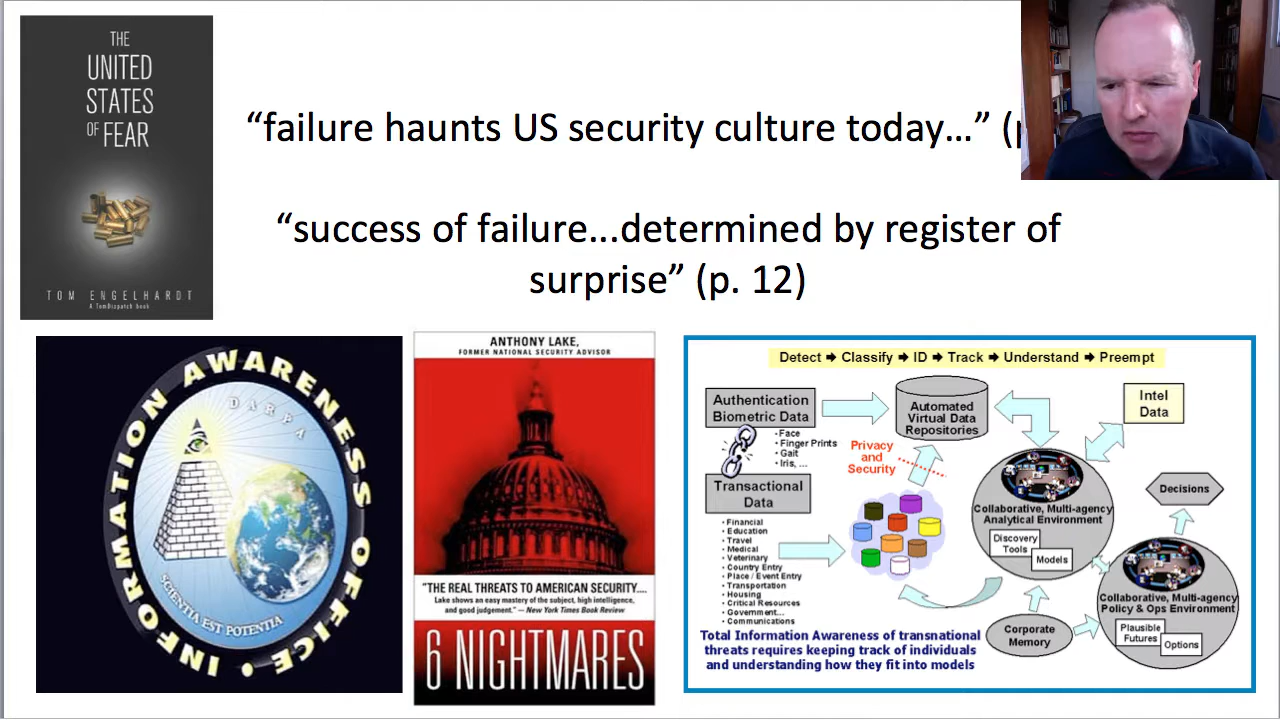 THE
UNITED
STATES
OF FEAR
TOM ENGELHARDT
A TomDispatch book
“failure haunts US security culture today…” (
“success of failure...determined by register of
surprise” (p. 12)
INFORMATION AWARENESS OFFICE
DARPA
SCIENTIA EST POTENTIA
ANTHONY LAKE,
FORMER NATIONAL SECURITY ADVISOR
"THE REAL THREATS TO AMERICAN SECURITY....
Lake shows an easy mastery of the subject, high intelligence,
and good judgement." — New York Times Book Review
6 NIGHTMARES
Detect → Classify → ID → Track → Understand → Preempt
Authentication
Biometric Data
• Face
• Finger Prints
• Gait
• Iris, ...
Transactional
Data
• Financial
• Education
• Travel
• Medical
• Veterinary
• Country Entry
• Place / Event Entry
• Transportation
• Housing
• Critical Resources
• Government...
• Communications
Automated
Virtual Data
Repositories
Privacy
and
Security
Intel
Data
Collaborative, Multi-agency
Analytical Environment
Discovery
Tools
Models
Decisions
Collaborative, Multi-agency
Policy & Ops Environment
Plausible
Futures
Options
Corporate
Memory
Total Information Awareness of transnational
threats requires keeping track of individuals
and understanding how they fit into models